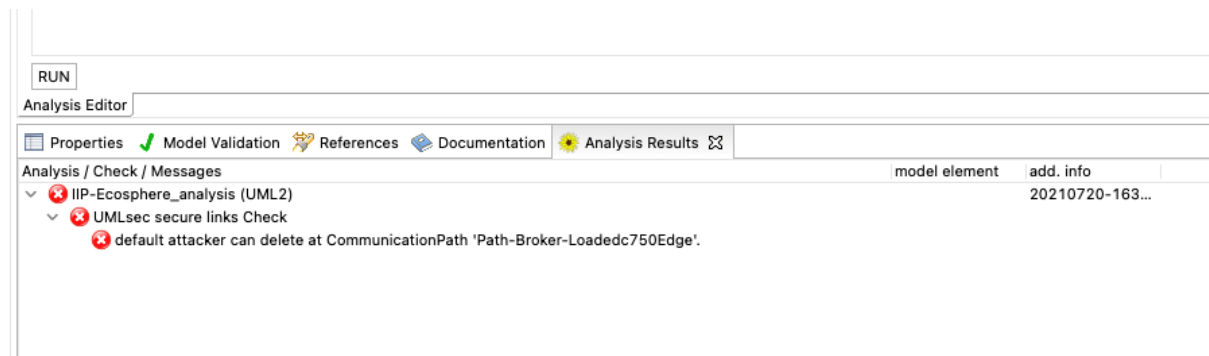 RUN
Analysis Editor
Properties Model Validation References Documentation Analysis Results
Analysis / Check / Messages model element add. info
IIP-Ecosphere_analysis (UML2) 20210720-163...
UMLsec secure links Check
default attacker can delete at CommunicationPath 'Path-Broker-Loadedc750Edge'.